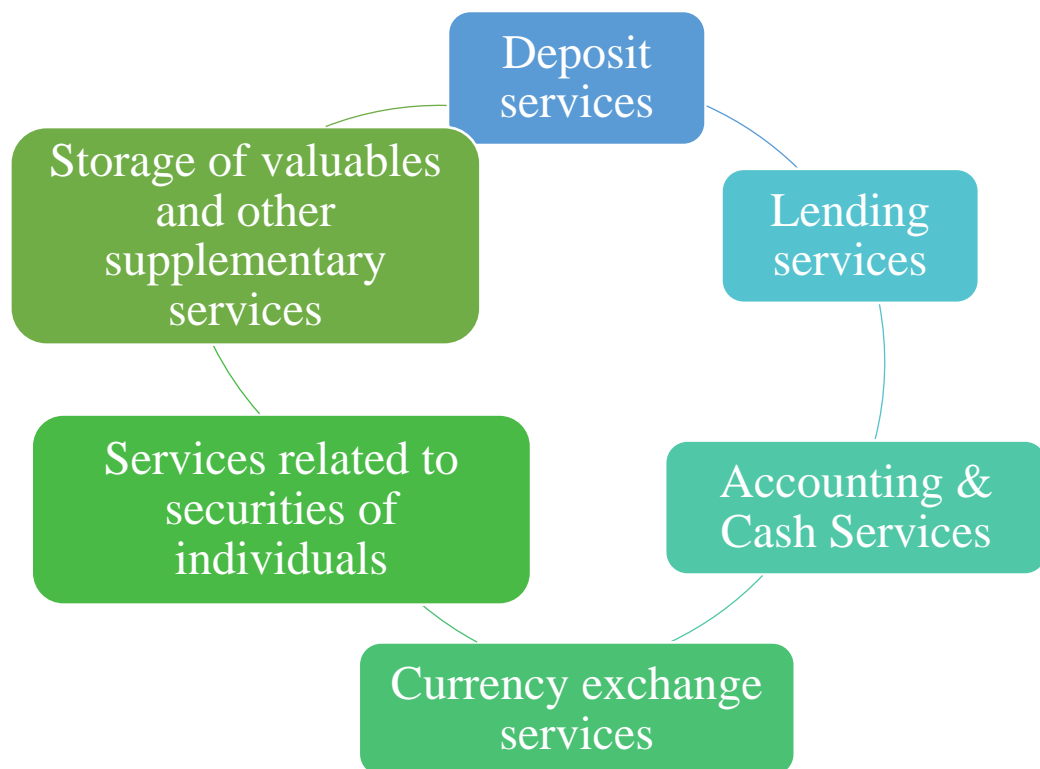 Deposit
services
Lending
services
Accounting &
Cash Services
Currency exchange
services
Services related to
securities of
individuals
Storage of valuables
and other
supplementary
services